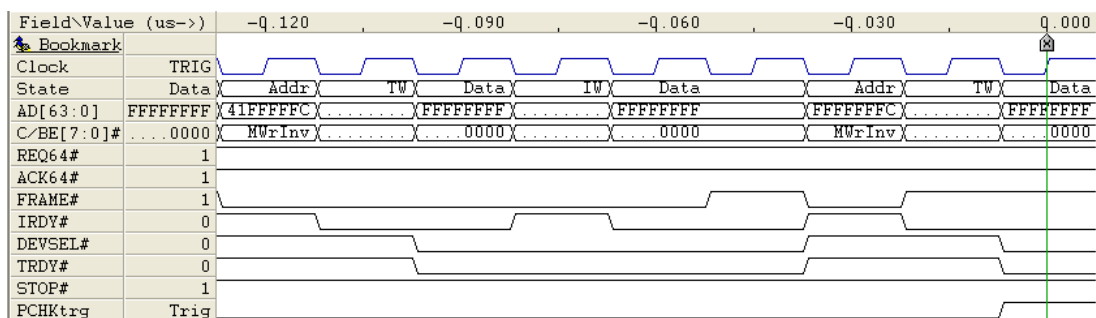 Field\Value (us->) -0.120 -0.090 -0.060 -0.030 0.000
Bookmark
Clock TRIG
State Data Addr TW Data IW Data Addr TW Data
AD[63:0] FFFFFFFF 41FFFFFC ........ FFFFFFFF ........ FFFFFFFF FFFFFFFC ........ FFFFFFFF
C/BE[7:0]# ....0000 MWrInv ........ ....0000 ........ ....0000 MWrInv ........ ....0000
REQ64# 1
ACK64# 1
FRAME# 1
IRDY# 0
DEVSEL# 0
TRDY# 0
STOP# 1
PCHKtrg Trig